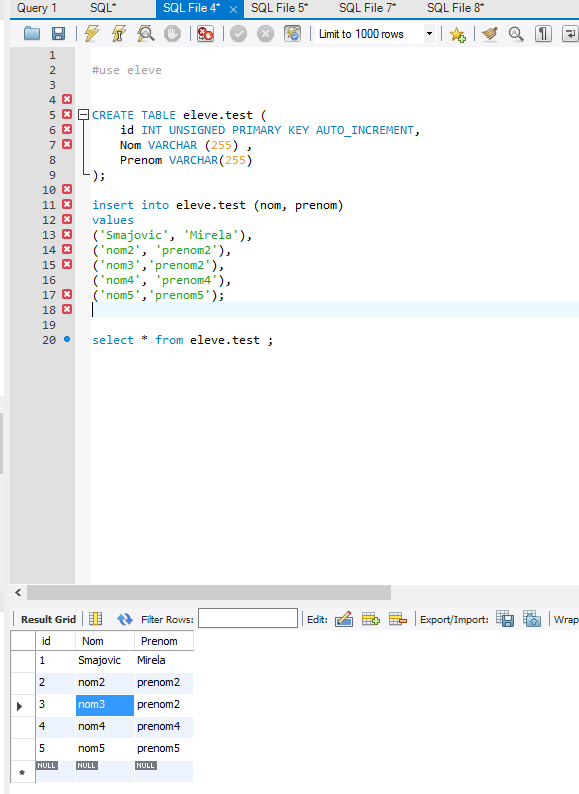 Query 1 SQL* SQL File 4* SQL File 5* SQL File 7* SQL File 8*
Limit to 1000 rows
1
2 #use eleve
3
4
5 CREATE TABLE eleve.test (
6 id INT UNSIGNED PRIMARY KEY AUTO_INCREMENT,
7 Nom VARCHAR (255) ,
8 Prenom VARCHAR(255)
9 );
10
11 insert into eleve.test (nom, prenom)
12 values
13 ('Smajovic', 'Mirela'),
14 ('nom2', 'prenom2'),
15 ('nom3','prenom2'),
16 ('nom4', 'prenom4'),
17 ('nom5','prenom5');
18
19
20 select * from eleve.test ;
Result Grid Filter Rows: Edit: Export/Import: Wrap
id Nom Prenom
1 Smajovic Mirela
2 nom2 prenom2
3 nom3 prenom2
4 nom4 prenom4
5 nom5 prenom5
NULL NULL NULL